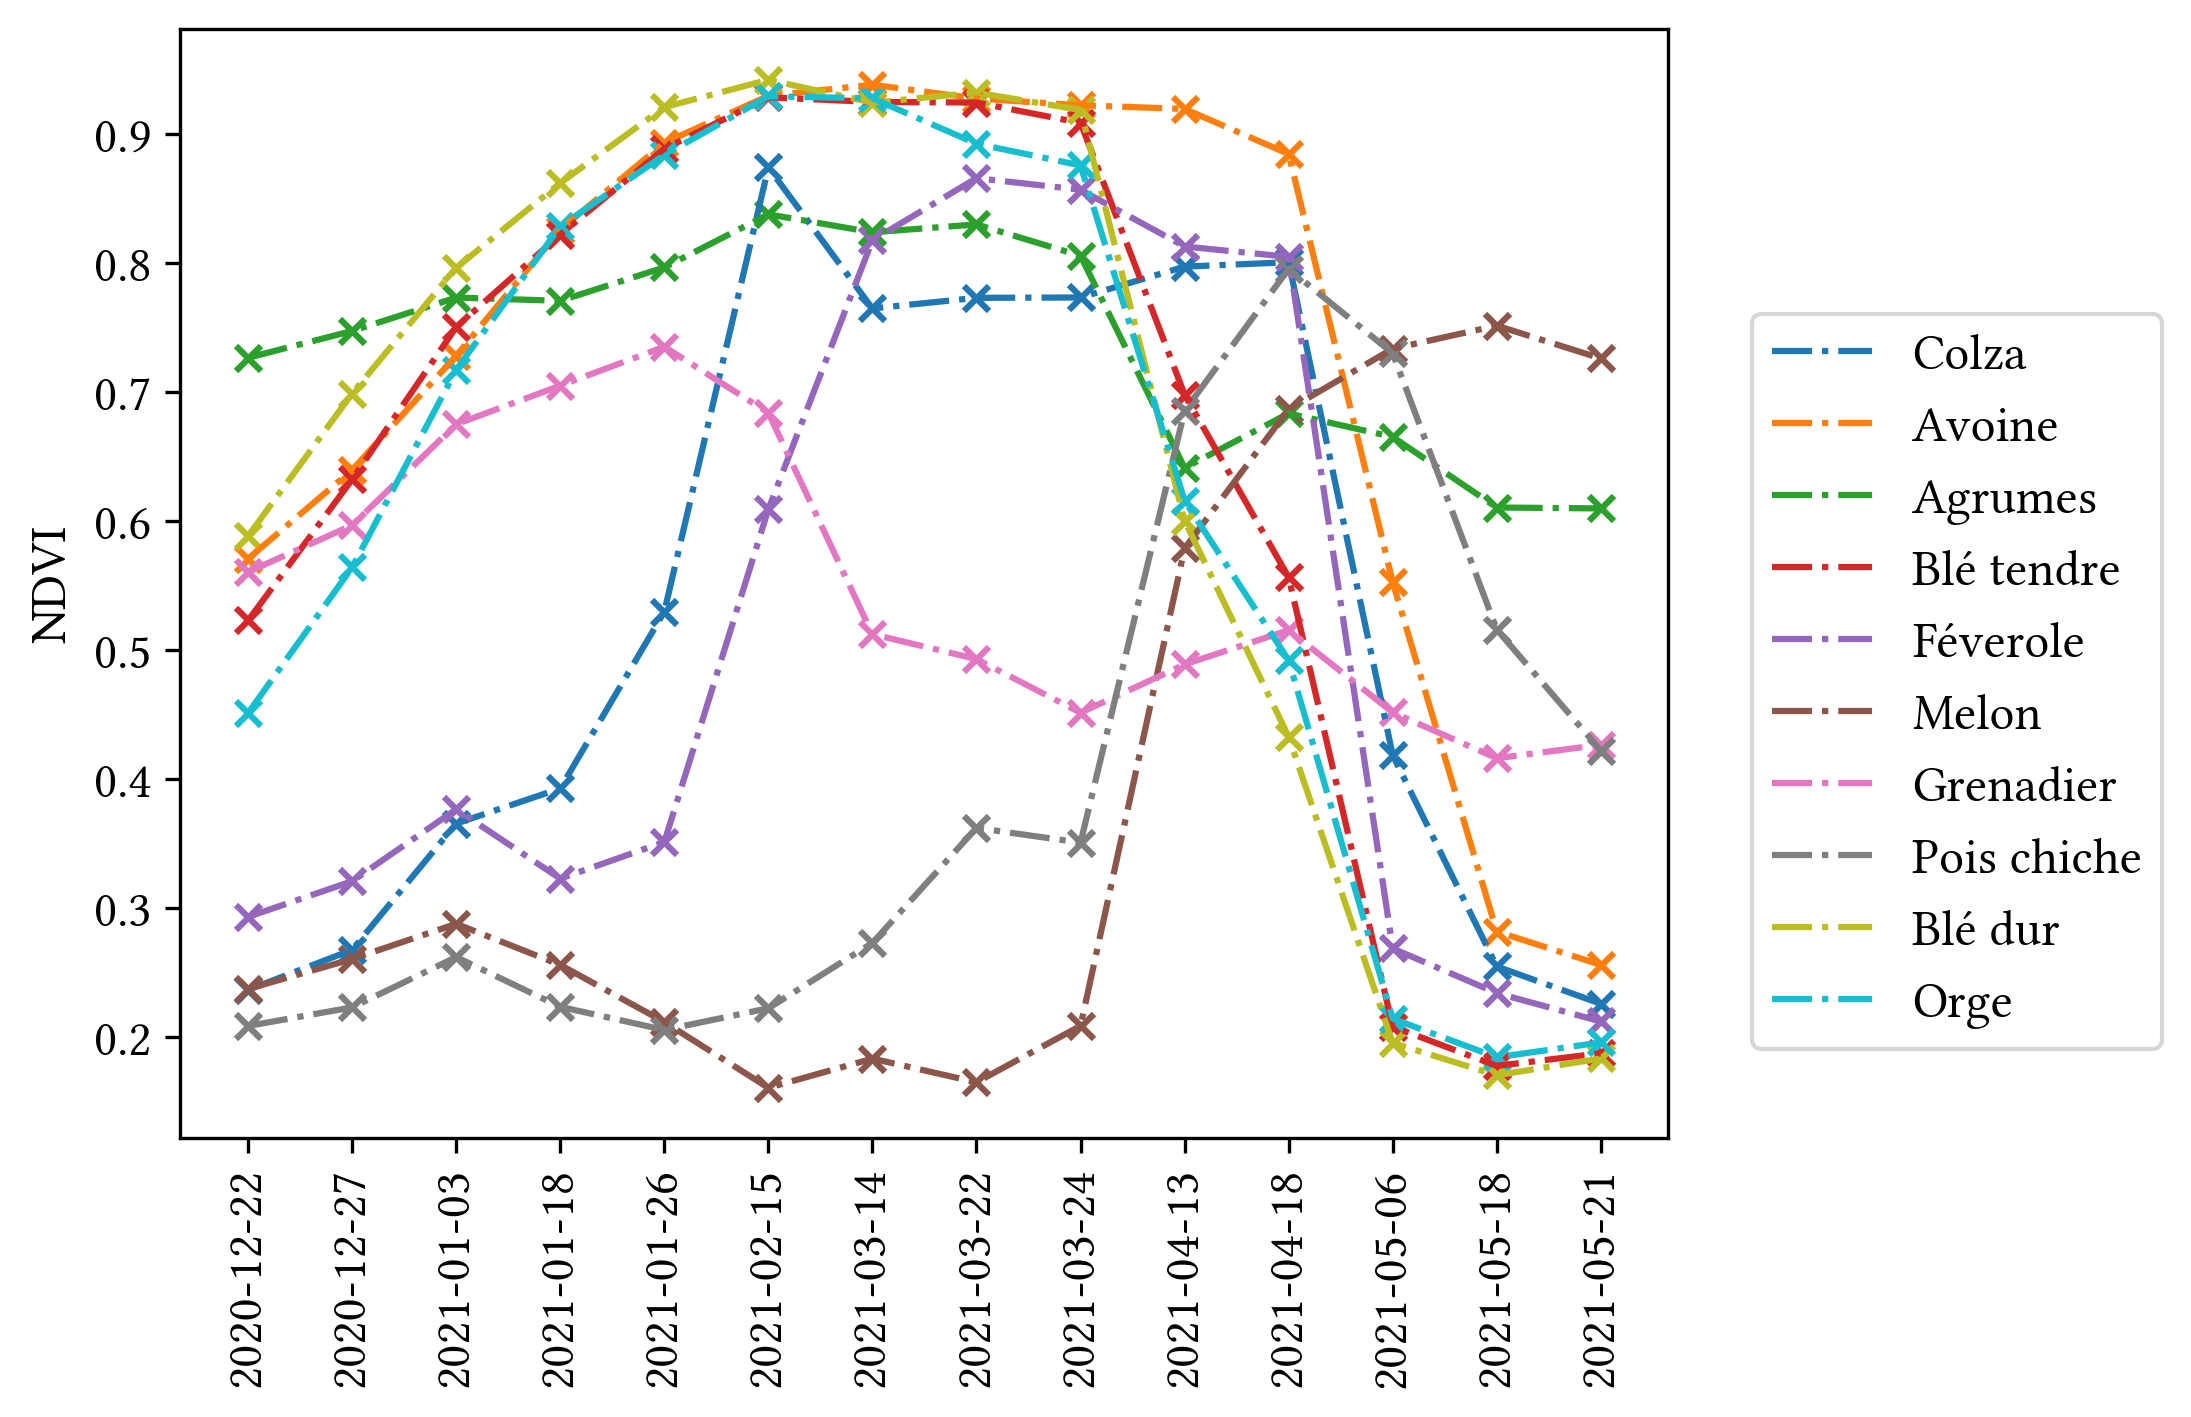 NDVI
0.9
0.8
0.7
0.6
0.5
0.4
0.3
0.2
2020-12-22
2020-12-27
2021-01-03
2021-01-18
2021-01-26
2021-02-15
2021-03-14
2021-03-22
2021-03-24
2021-04-13
2021-04-18
2021-05-06
2021-05-18
2021-05-21
Colza
Avoine
Agrumes
Blé tendre
Féverole
Melon
Grenadier
Pois chiche
Blé dur
Orge